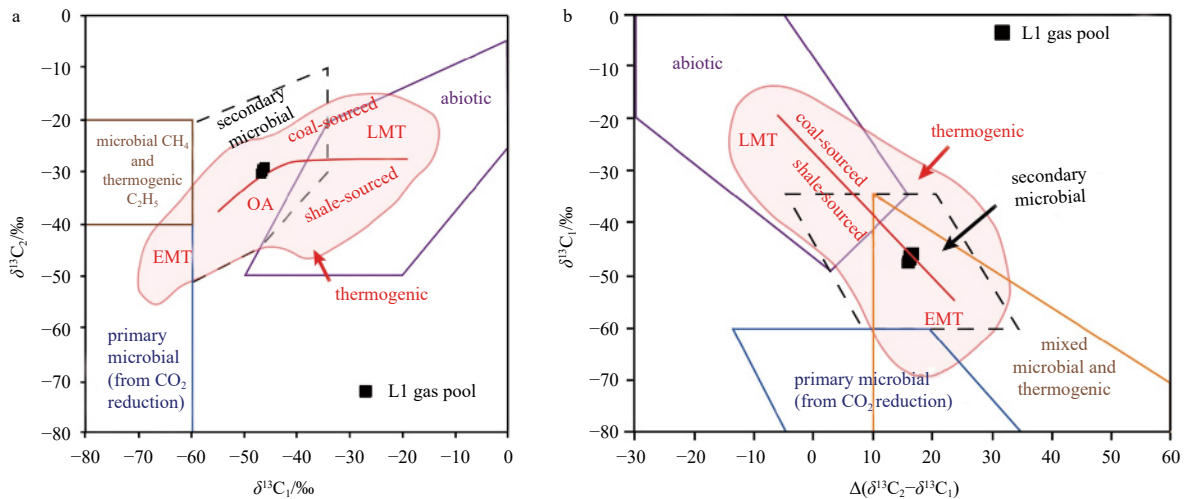 a
0
−10
−20
−30
−40
−50
−60
−70
−80
δ¹³C₂/‰
−80
−70
−60
−50
−40
−30
−20
−10
0
δ¹³C₁/‰
secondary
microbial
coal-sourced
LMT
abiotic
microbial CH₄
and
thermogenic
C₂H₅
OA
shale-sourced
EMT
thermogenic
primary
microbial
(from CO₂
reduction)
L1 gas pool
b
0
−10
−20
−30
−40
−50
−60
−70
−80
δ¹³C₁/‰
−30
−20
−10
0
10
20
30
40
50
60
Δ(δ¹³C₂−δ¹³C₁)
L1 gas pool
abiotic
LMT
coal-sourced
shale-sourced
thermogenic
secondary
microbial
EMT
mixed
microbial and
thermogenic
primary microbial
(from CO₂ reduction)